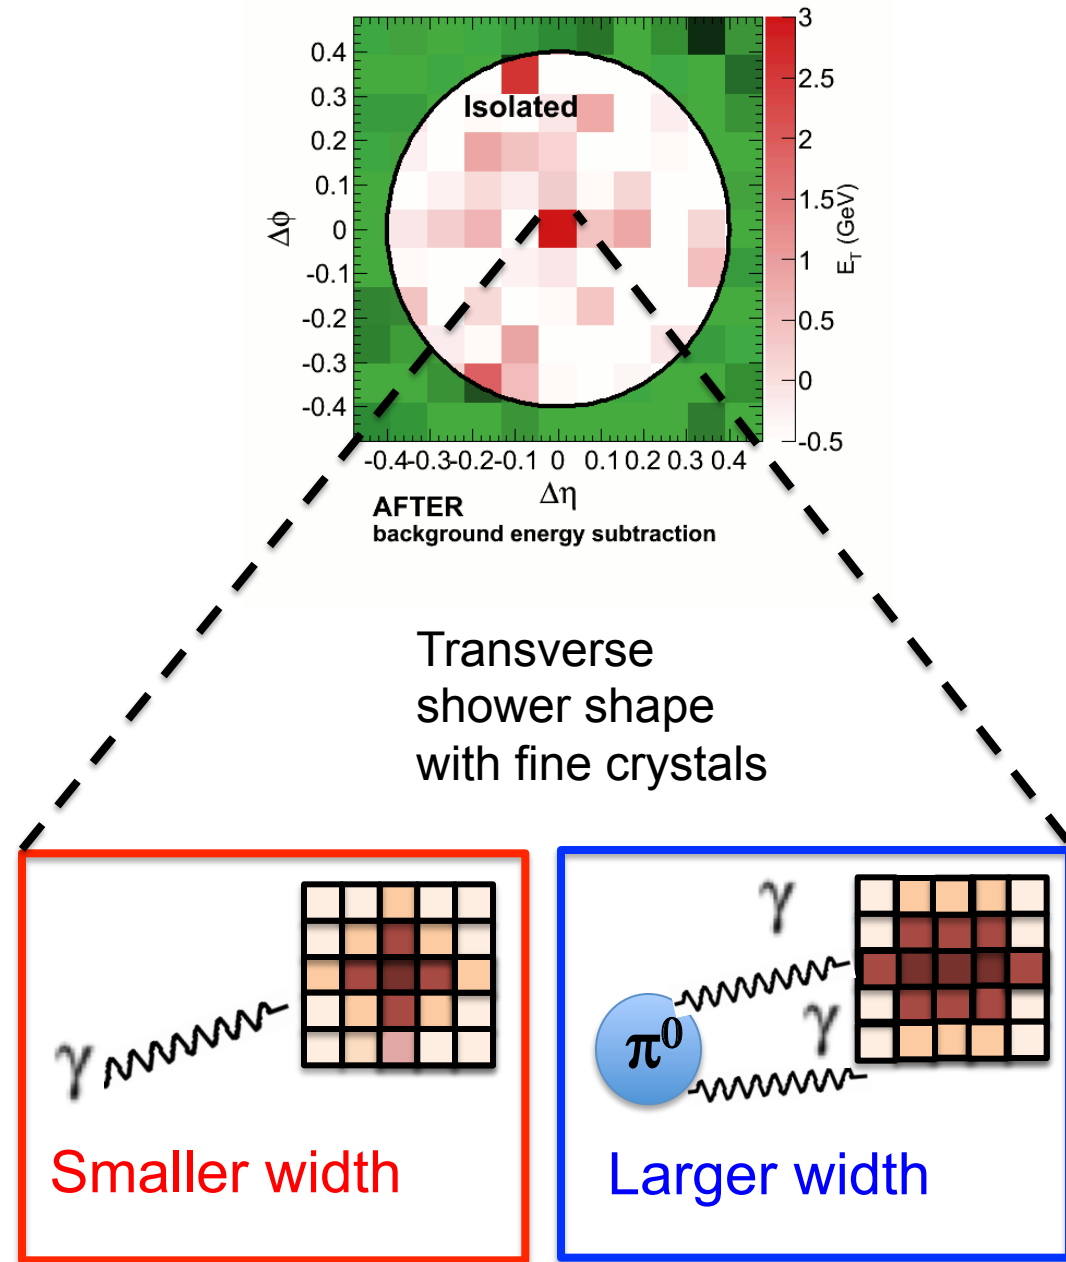 3
2.5
2
1.5
1
0.5
0
-0.5
E_T (GeV)
0.4
0.3
0.2
0.1
0
-0.1
-0.2
-0.3
-0.4
Δφ
Isolated
-0.4-0.3-0.2-0.1 0 0.1 0.2 0.3 0.4
Δη
AFTER
background energy subtraction
Transverse
shower shape
with fine crystals
γ
Smaller width
γ
γ
π⁰
Larger width